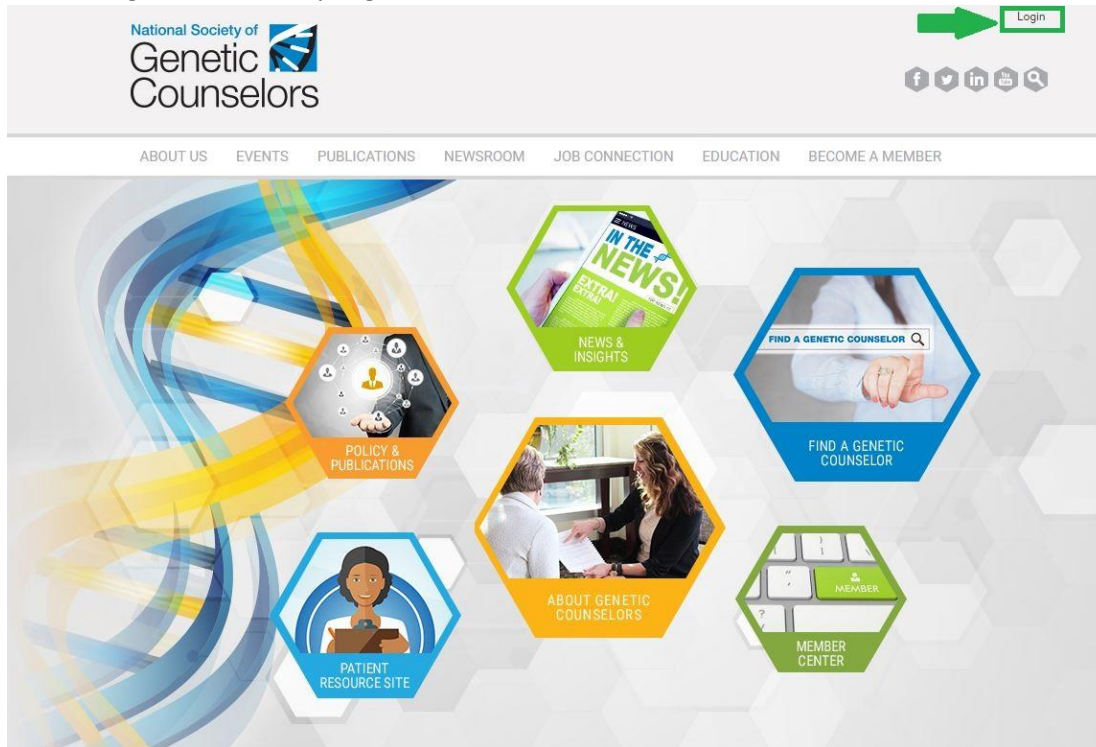 Login
National Society of
Genetic
Counselors
ABOUT US EVENTS PUBLICATIONS NEWSROOM JOB CONNECTION EDUCATION BECOME A MEMBER
NEWS
IN THE
NEWS!
EXTRA!
EXTRA!
NEWS &
INSIGHTS
FIND A GENETIC COUNSELOR
FIND A GENETIC
COUNSELOR
POLICY &
PUBLICATIONS
ABOUT GENETIC
COUNSELORS
MEMBER
MEMBER
CENTER
PATIENT
RESOURCE SITE